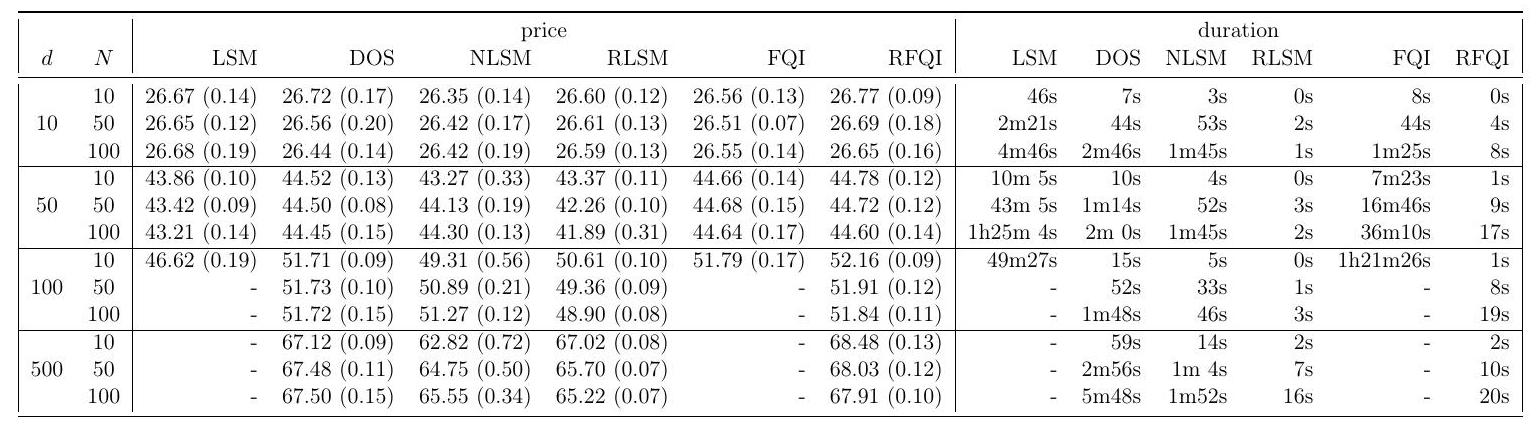 price duration
d N LSM DOS NLSM RLSM FQI RFQI LSM DOS NLSM RLSM FQI RFQI
10 26.67 (0.14) 26.72 (0.17) 26.35 (0.14) 26.60 (0.12) 26.56 (0.13) 26.77 (0.09) 46s 7s 3s 0s 8s 0s
10 50 26.65 (0.12) 26.56 (0.20) 26.42 (0.17) 26.61 (0.13) 26.51 (0.07) 26.69 (0.18) 2m21s 44s 53s 2s 44s 4s
100 26.68 (0.19) 26.44 (0.14) 26.42 (0.19) 26.59 (0.13) 26.55 (0.14) 26.65 (0.16) 4m46s 2m46s 1m45s 1s 1m25s 8s
10 43.86 (0.10) 44.52 (0.13) 43.27 (0.33) 43.37 (0.11) 44.66 (0.14) 44.78 (0.12) 10m 5s 10s 4s 0s 7m23s 1s
50 50 43.42 (0.09) 44.50 (0.08) 44.13 (0.19) 42.26 (0.10) 44.68 (0.15) 44.72 (0.12) 43m 5s 1m14s 52s 3s 16m46s 9s
100 43.21 (0.14) 44.45 (0.15) 44.30 (0.13) 41.89 (0.31) 44.64 (0.17) 44.60 (0.14) 1h25m 4s 2m 0s 1m45s 2s 36m10s 17s
10 46.62 (0.19) 51.71 (0.09) 49.31 (0.56) 50.61 (0.10) 51.79 (0.17) 52.16 (0.09) 49m27s 15s 5s 0s 1h21m26s 1s
100 50 - 51.73 (0.10) 50.89 (0.21) 49.36 (0.09) - 51.91 (0.12) - 52s 33s 1s - 8s
100 - 51.72 (0.15) 51.27 (0.12) 48.90 (0.08) - 51.84 (0.11) - 1m48s 46s 3s - 19s
10 - 67.12 (0.09) 62.82 (0.72) 67.02 (0.08) - 68.48 (0.13) - 59s 14s 2s - 2s
500 50 - 67.48 (0.11) 64.75 (0.50) 65.70 (0.07) - 68.03 (0.12) - 2m56s 1m 4s 7s - 10s
100 - 67.50 (0.15) 65.55 (0.34) 65.22 (0.07) - 67.91 (0.10) - 5m48s 1m52s 16s - 20s